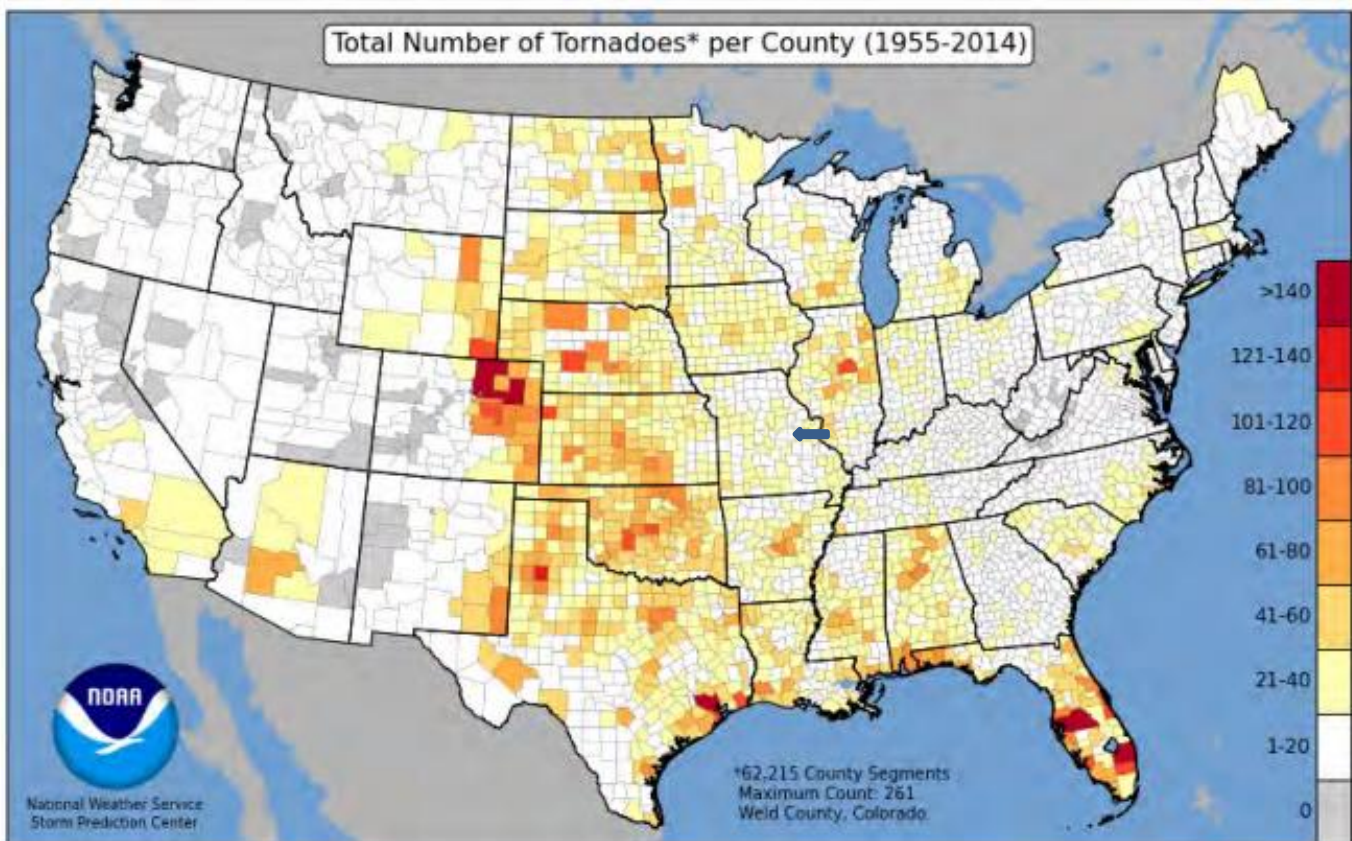 Total Number of Tornadoes* per County (1955-2014)
>140
121-140
101-120
81-100
61-80
41-60
21-40
1-20
0
NOAA
National Weather Service
Storm Prediction Center
*62,215 County Segments
Maximum Count: 261
Weld County, Colorado